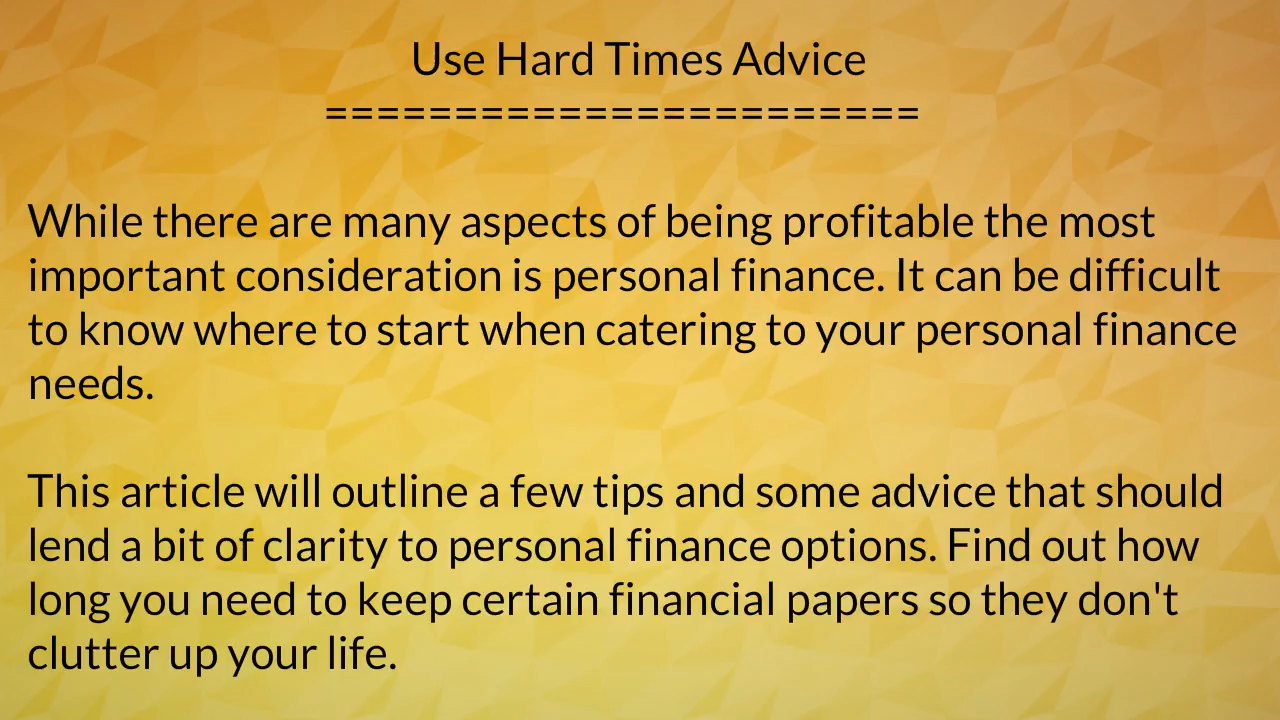 Use Hard Times Advice
=======================
While there are many aspects of being profitable the most
important consideration is personal finance. It can be difficult
to know where to start when catering to your personal finance
needs.
This article will outline a few tips and some advice that should
lend a bit of clarity to personal finance options. Find out how
long you need to keep certain financial papers so they don't
clutter up your life.